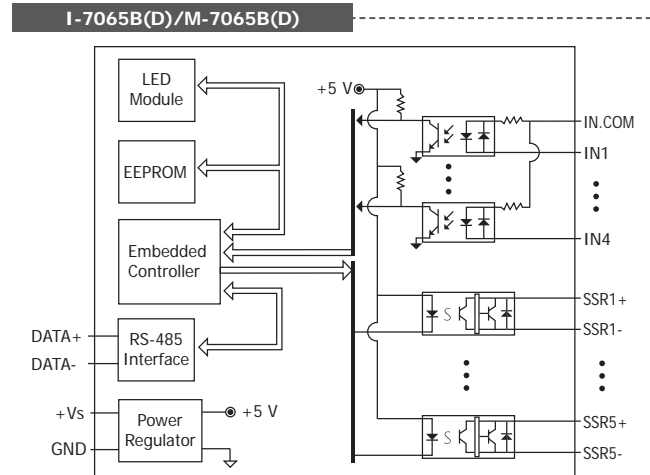 I-7065B(D)/M-7065B(D)
LED
Module
EEPROM
Embedded
Controller
RS-485
Interface
Power
Regulator
DATA+
DATA-
+Vs
GND
+5 V
+5 V
IN.COM
IN1
IN4
SSR1+
SSR1-
SSR5+
SSR5-